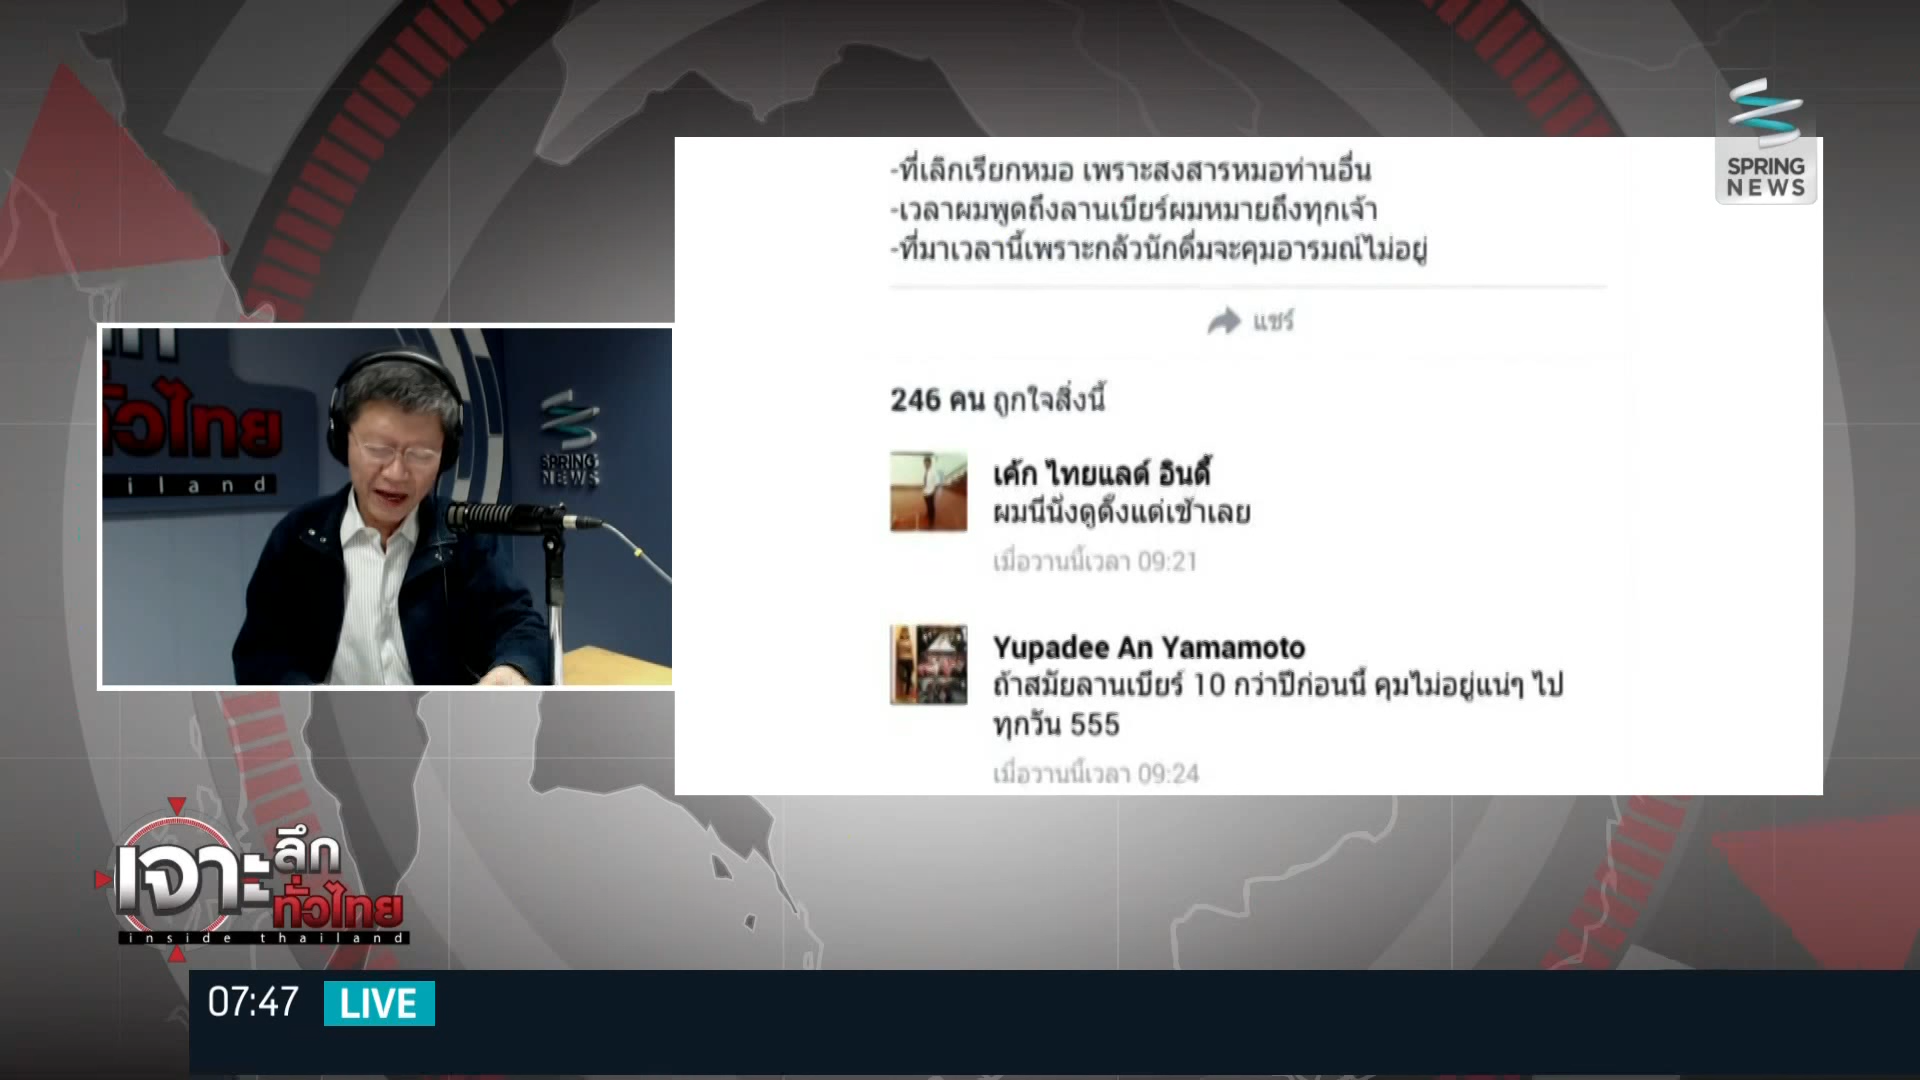 -ที่เลิกเรียกหมอ เพราะสงสารหมอท่านอื่น
-เวลาผมพูดถึงลานเบียร์ผมหมายถึงทุกเจ้า
-ที่มาเวลานี้เพราะกลัวนักดื่มจะคุมอารมณ์ไม่อยู่
แชร์
246 คน ถูกใจสิ่งนี้
เค้ก ไทยแลด์ อินดี้
ผมนี่นั่งดูตั้งแต่เช้าเลย
เมื่อวานนี้เวลา 09:21
Yupadee An Yamamoto
ถ้าสมัยลานเบียร์ 10 กว่าปีก่อนนี้ คุมไม่อยู่แน่ๆ ไป
ทุกวัน 555
เมื่อวานนี้เวลา 09:24
SPRING
NEWS
ลึก
ทั่วไทย
iland
SPRING
NEWS
เจาะลึก
ทั่วไทย
inside thailand
07:47 LIVE